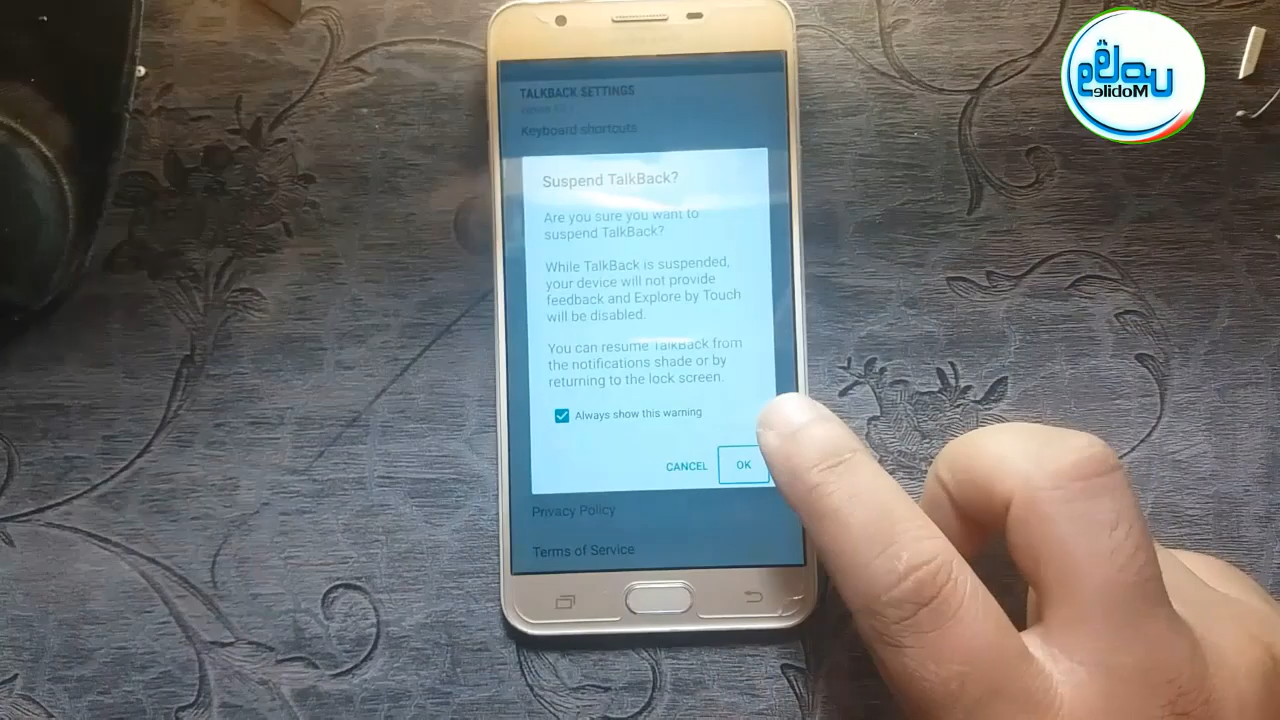 TALKBACK SETTINGS
Keyboard shortcuts
Suspend TalkBack?
Are you sure you want to
suspend TalkBack?
While TalkBack is suspended,
your device will not provide
feedback and Explore by Touch
will be disabled.
You can resume TalkBack from
the notifications shade or by
returning to the lock screen.
Always show this warning
CANCEL OK
Privacy Policy
Terms of Service
Mobile